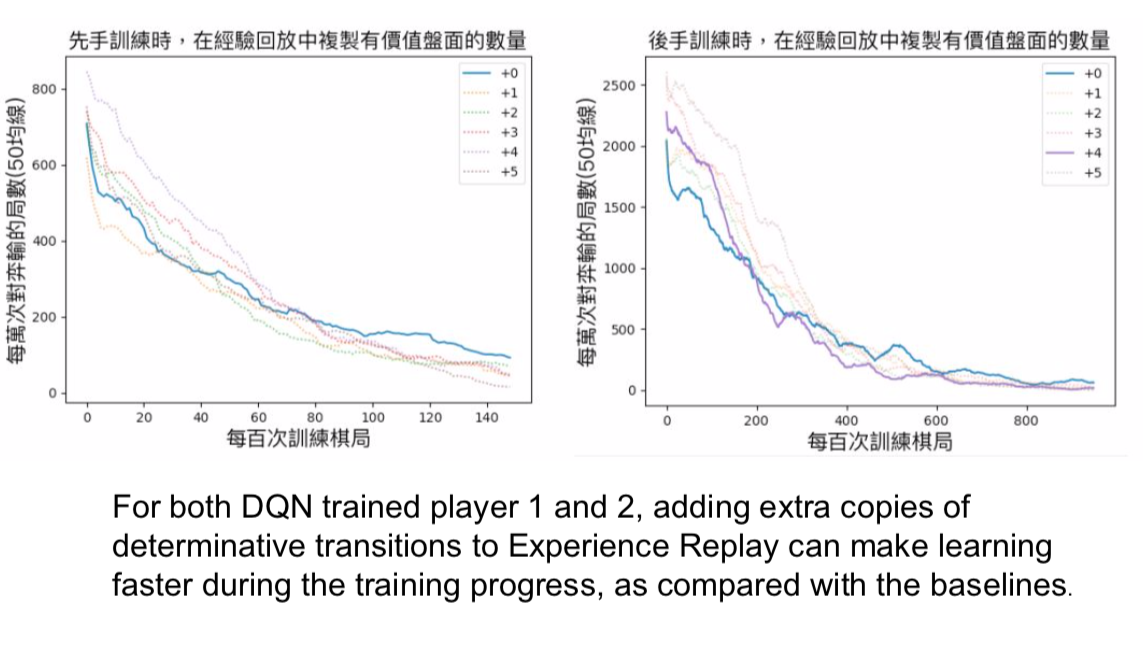 先手訓練時,在經驗回放中複製有價值盤面的數量
每萬次對弈輸的局數(50均線)
800
600
400
200
0
+0
+1
+2
+3
+4
+5
0 20 40 60 80 100 120 140
每百次訓練棋局
後手訓練時,在經驗回放中複製有價值盤面的數量
每萬次對弈輸的局數(50均線)
2500
2000
1500
1000
500
0
+0
+1
+2
+3
+4
+5
0 200 400 600 800
每百次訓練棋局
For both DQN trained player 1 and 2, adding extra copies of
determinative transitions to Experience Replay can make learning
faster during the training progress, as compared with the baselines.